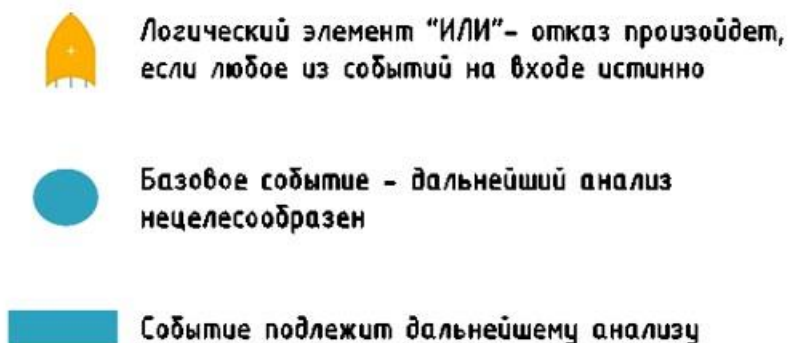 Логический элемент "ИЛИ"- отказ произойдет,
если любое из событий на входе истинно
Базовое событие - дальнейший анализ
нецелесообразен
Событие подлежит дальнейшему анализу